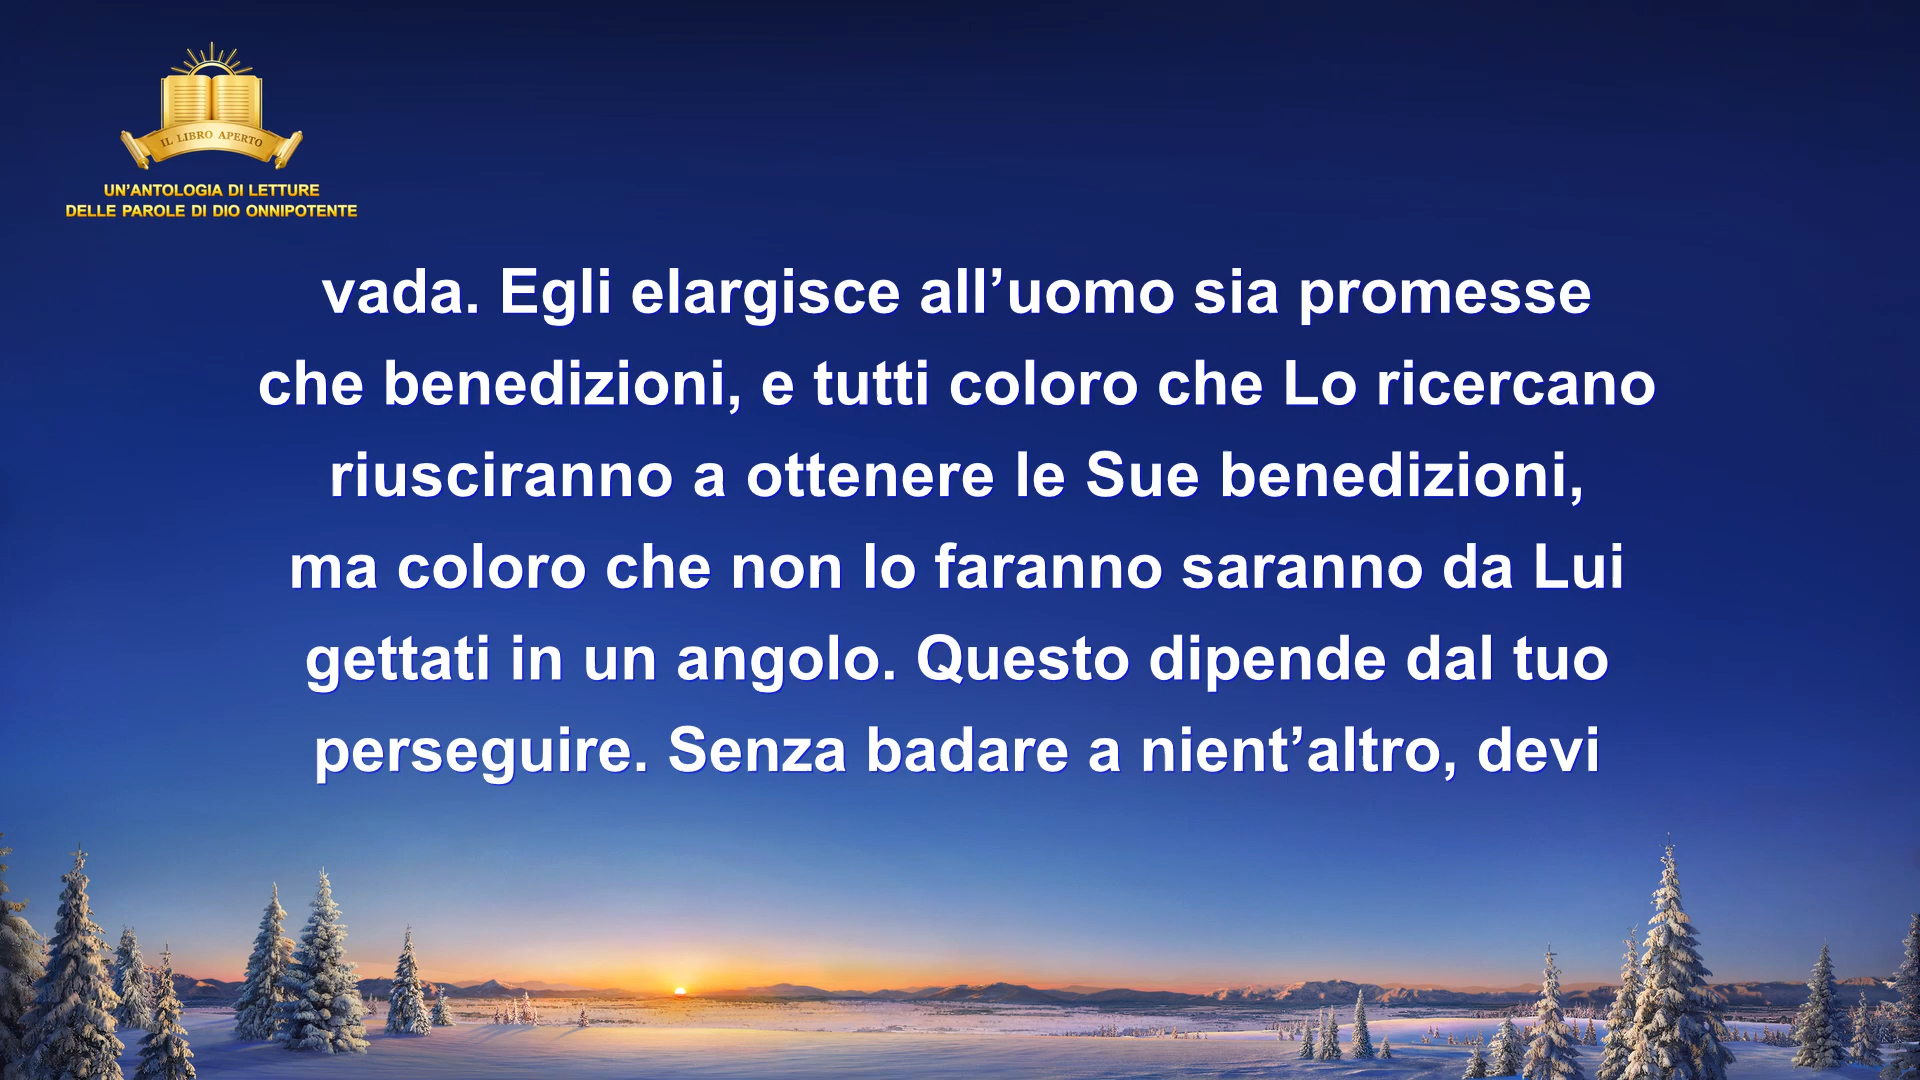 IL LIBRO APERTO
UN’ANTOLOGIA DI LETTURE
DELLE PAROLE DI DIO ONNIPOTENTE
vada. Egli elargisce all’uomo sia promesse
che benedizioni, e tutti coloro che Lo ricercano
riusciranno a ottenere le Sue benedizioni,
ma coloro che non lo faranno saranno da Lui
gettati in un angolo. Questo dipende dal tuo
perseguire. Senza badare a nient’altro, devi